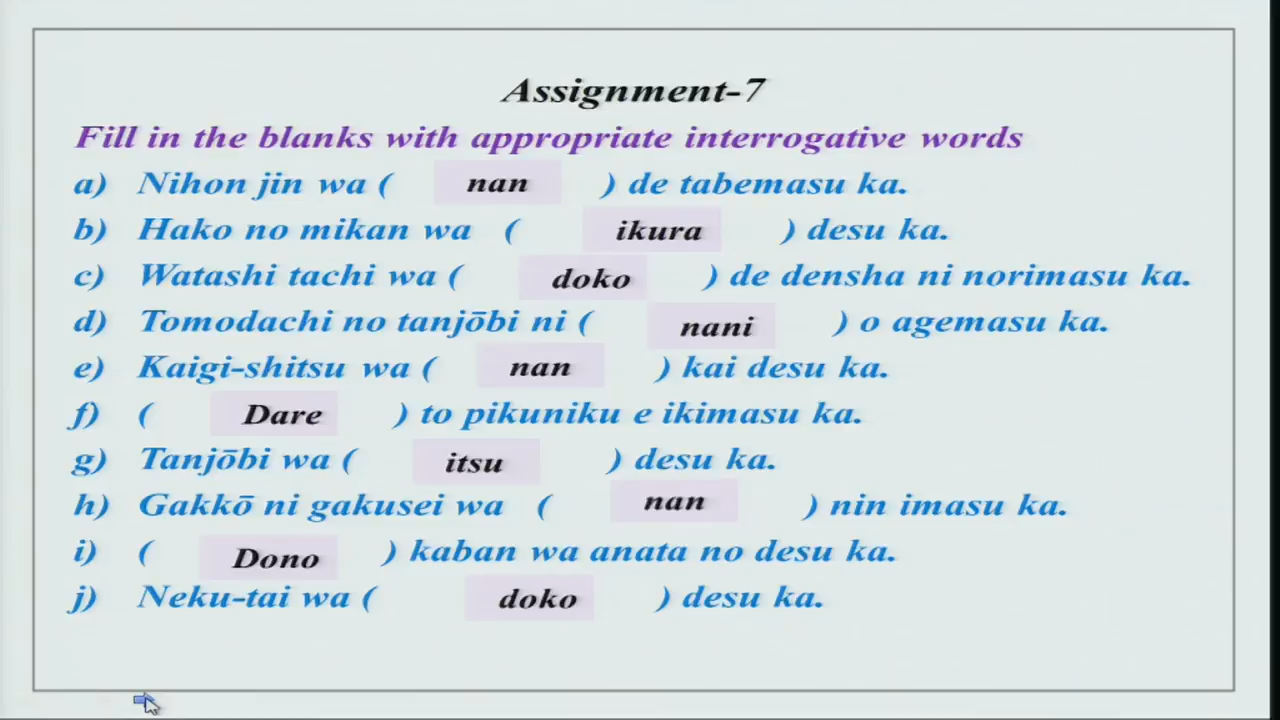 Assignment-7
Fill in the blanks with appropriate interrogative words
a) Nihon jin wa ( nan ) de tabemasu ka.
b) Hako no mikan wa ( ikura ) desu ka.
c) Watashi tachi wa ( doko ) de densha ni norimasu ka.
d) Tomodachi no tanjōbi ni ( nani ) o agemasu ka.
e) Kaigi-shitsu wa ( nan ) kai desu ka.
f) ( Dare ) to pikuniku e ikimasu ka.
g) Tanjōbi wa ( itsu ) desu ka.
h) Gakkō ni gakusei wa ( nan ) nin imasu ka.
i) ( Dono ) kaban wa anata no desu ka.
j) Neku-tai wa ( doko ) desu ka.